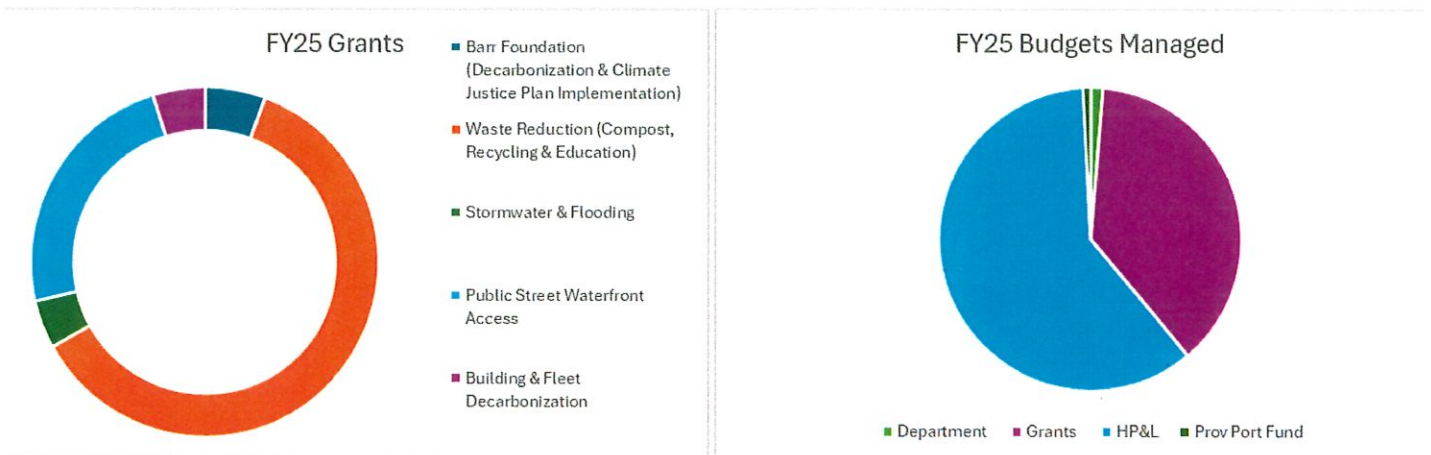 FY25 Grants
Barr Foundation
(Decarbonization & Climate
Justice Plan Implementation)
Waste Reduction (Compost,
Recycling & Education)
Stormwater & Flooding
Public Street Waterfront
Access
Building & Fleet
Decarbonization
FY25 Budgets Managed
Department Grants HP&L Prov Port Fund